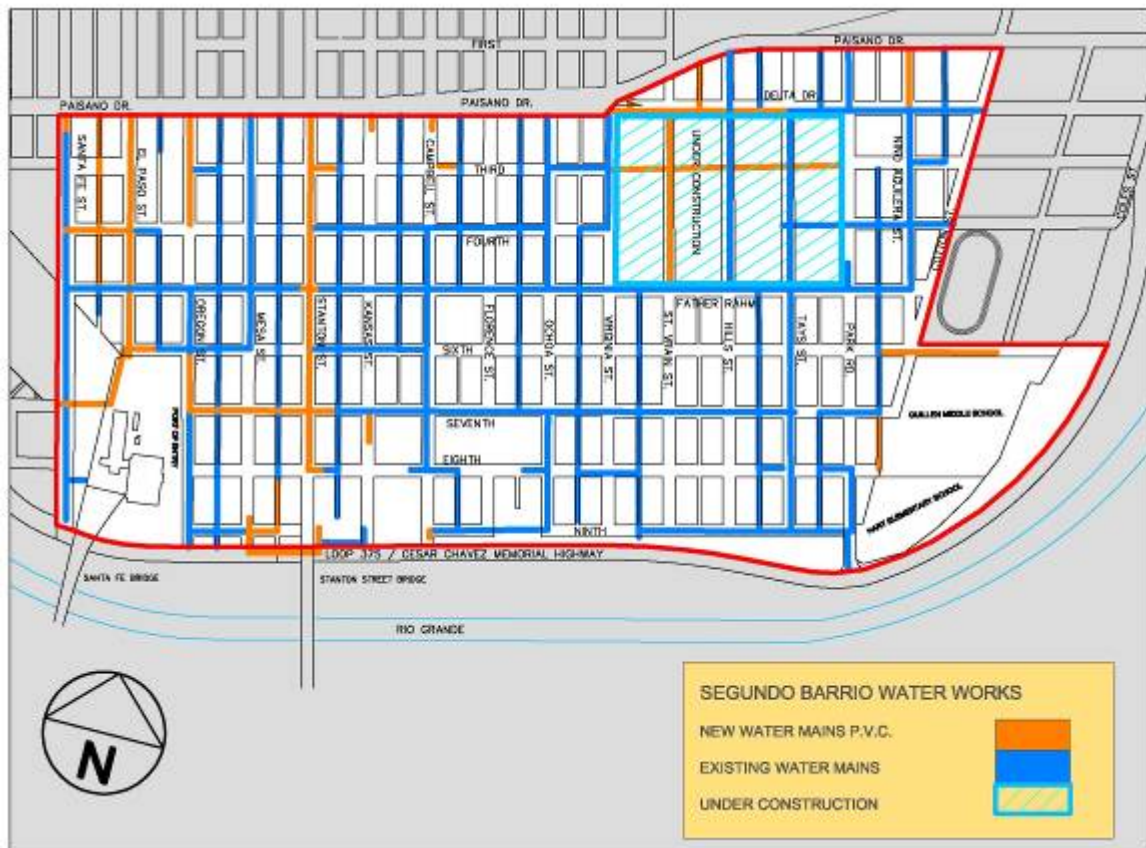 FIRST
PAISANO DR.
PAISANO DR.
PAISANO DR.
DELTA DR.
SANTA FE ST.
EL PASO ST.
CAMPBELL ST.
THIRD
UNDER CONSTRUCTION
FOURTH
FATHER RAHM
OREGON ST.
MESA ST.
STANTON ST.
KANSAS ST.
SIXTH
FLORENCE ST.
OCHOA ST.
VIRGINIA ST.
ST. VRAIN ST.
HILLS ST.
TAYS ST.
PARK RD.
PORT OF ENTRY
SEVENTH
GUILLEN MIDDLE SCHOOL
EIGHTH
HART ELEMENTARY SCHOOL
NINTH
LOOP 375 / CESAR CHAVEZ MEMORIAL HIGHWAY
SANTA FE BRIDGE
STANTON STREET BRIDGE
RIO GRANDE
N
SEGUNDO BARRIO WATER WORKS
NEW WATER MAINS P.V.C.
EXISTING WATER MAINS
UNDER CONSTRUCTION